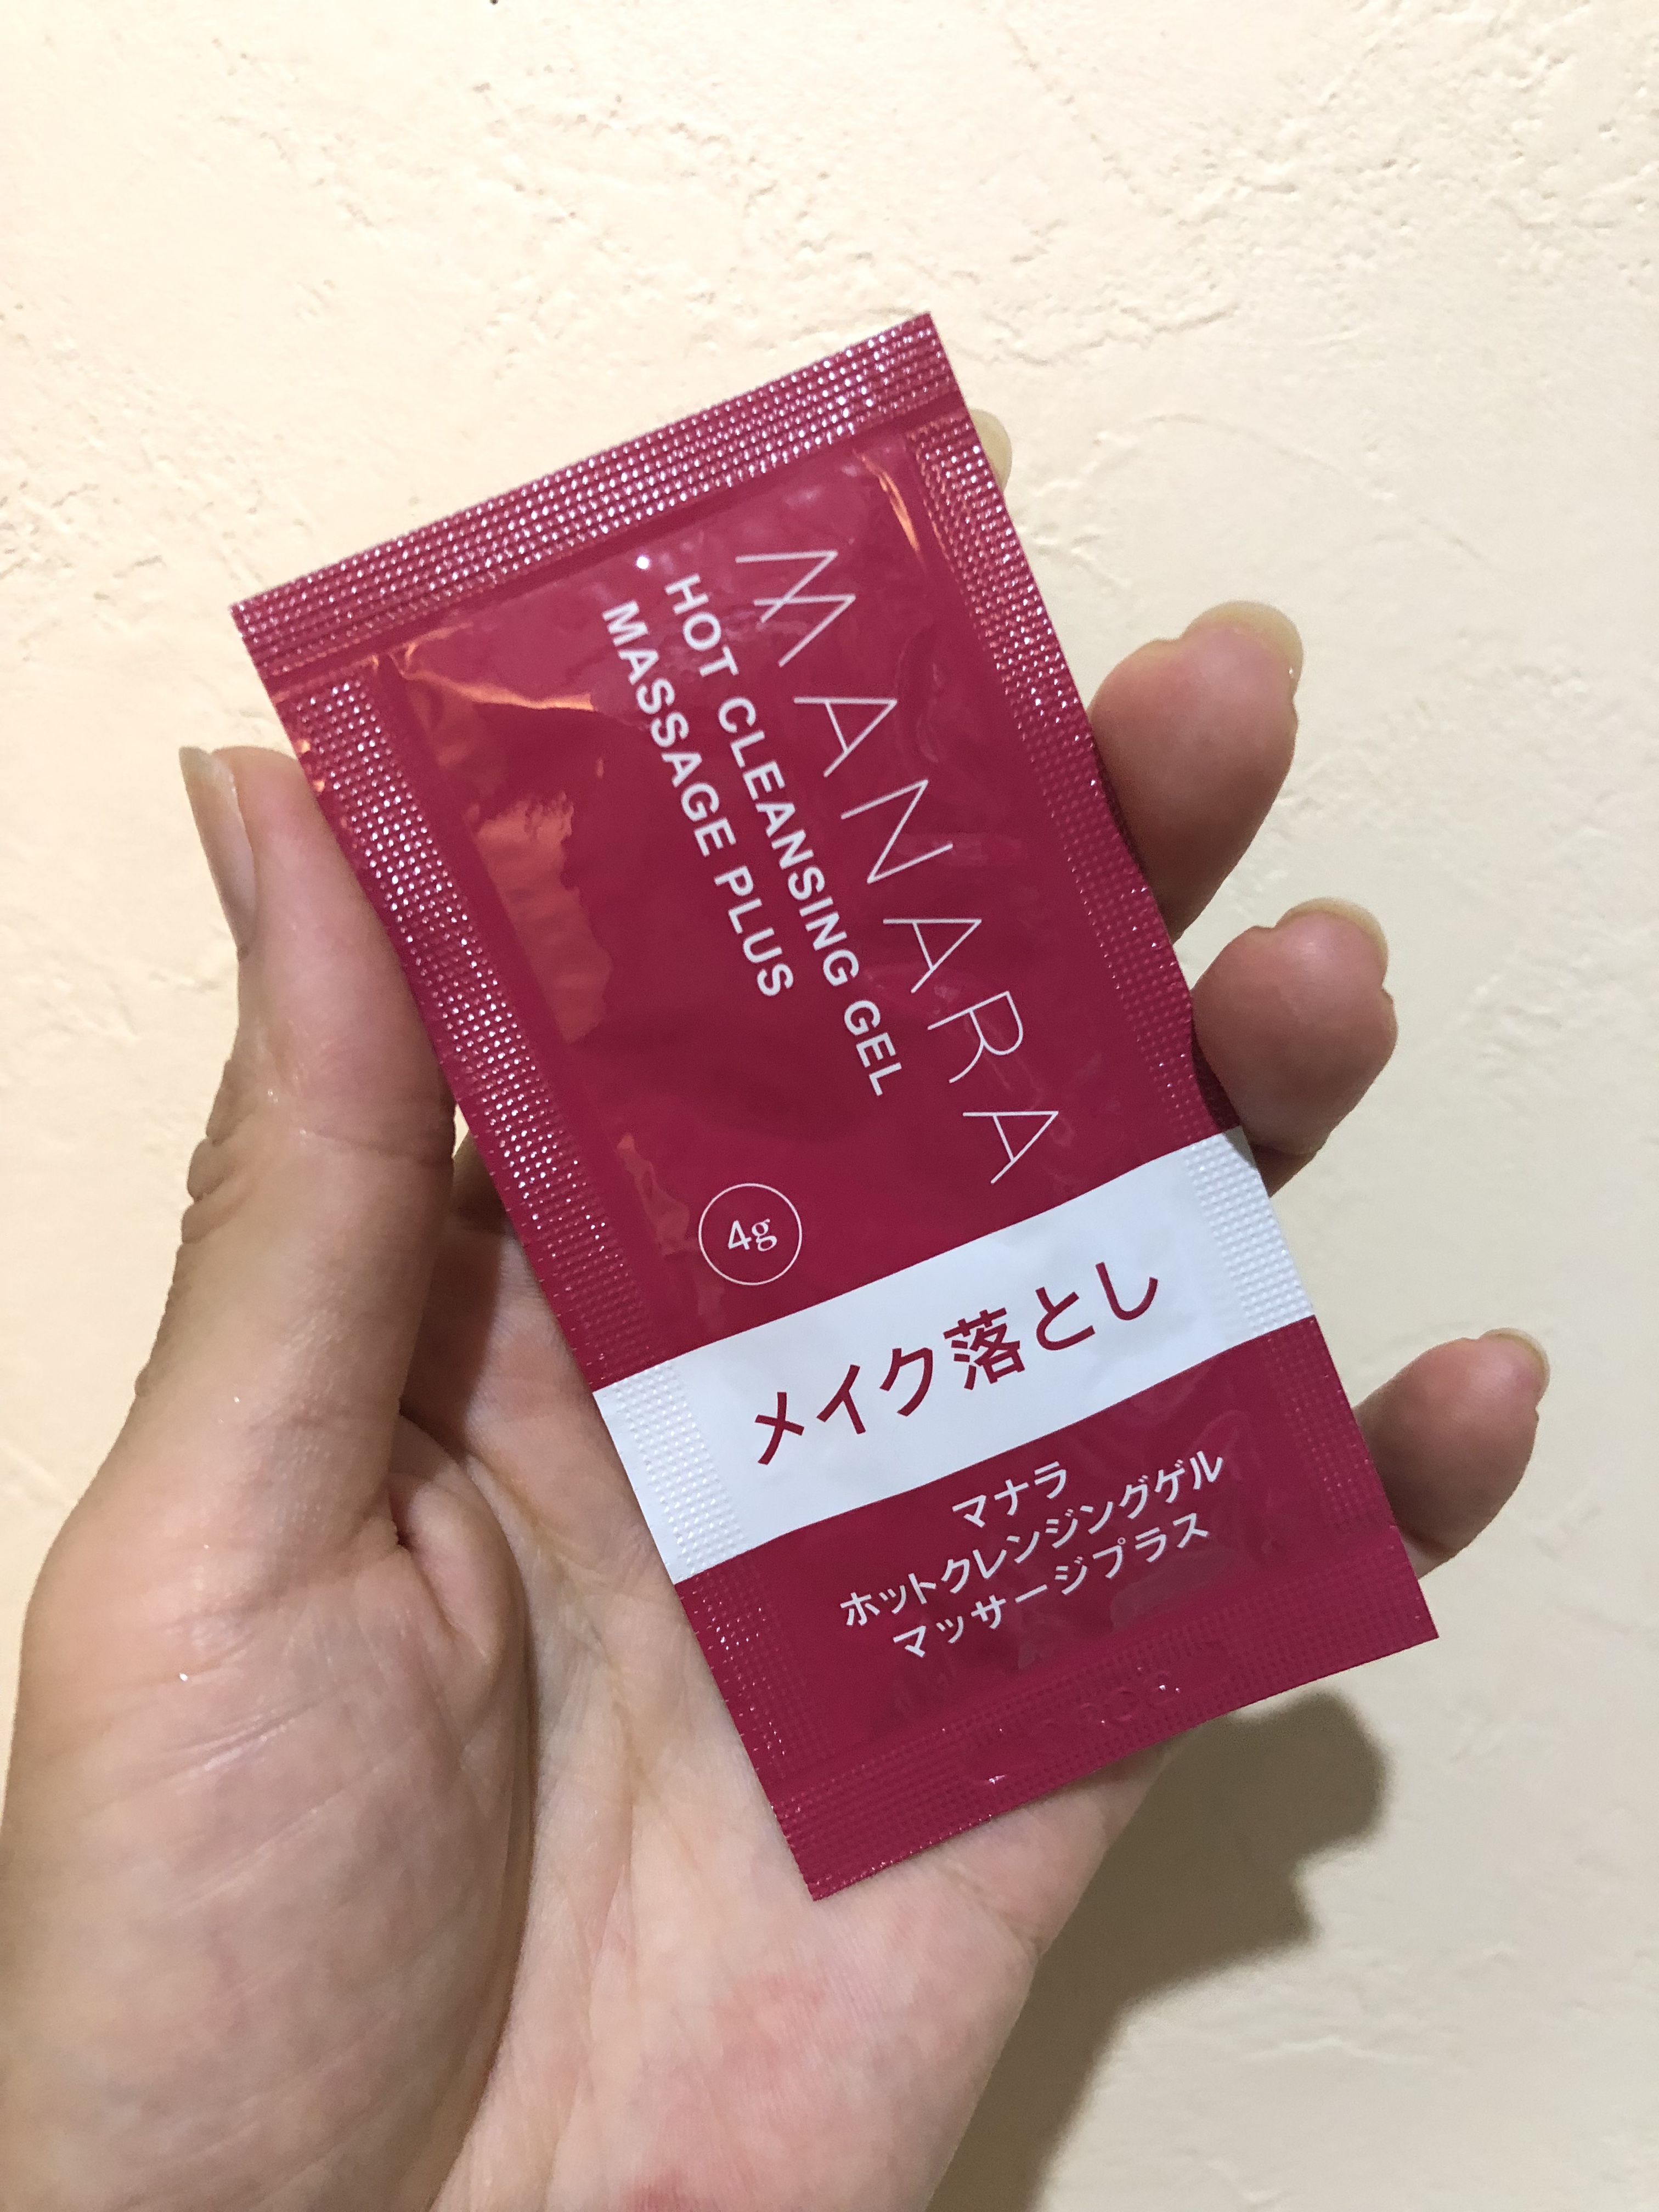 MANARA
HOT CLEANSING GEL
MASSAGE PLUS
4g
メイク落とし
マナラ
ホットクレンジングゲル
マッサージプラス